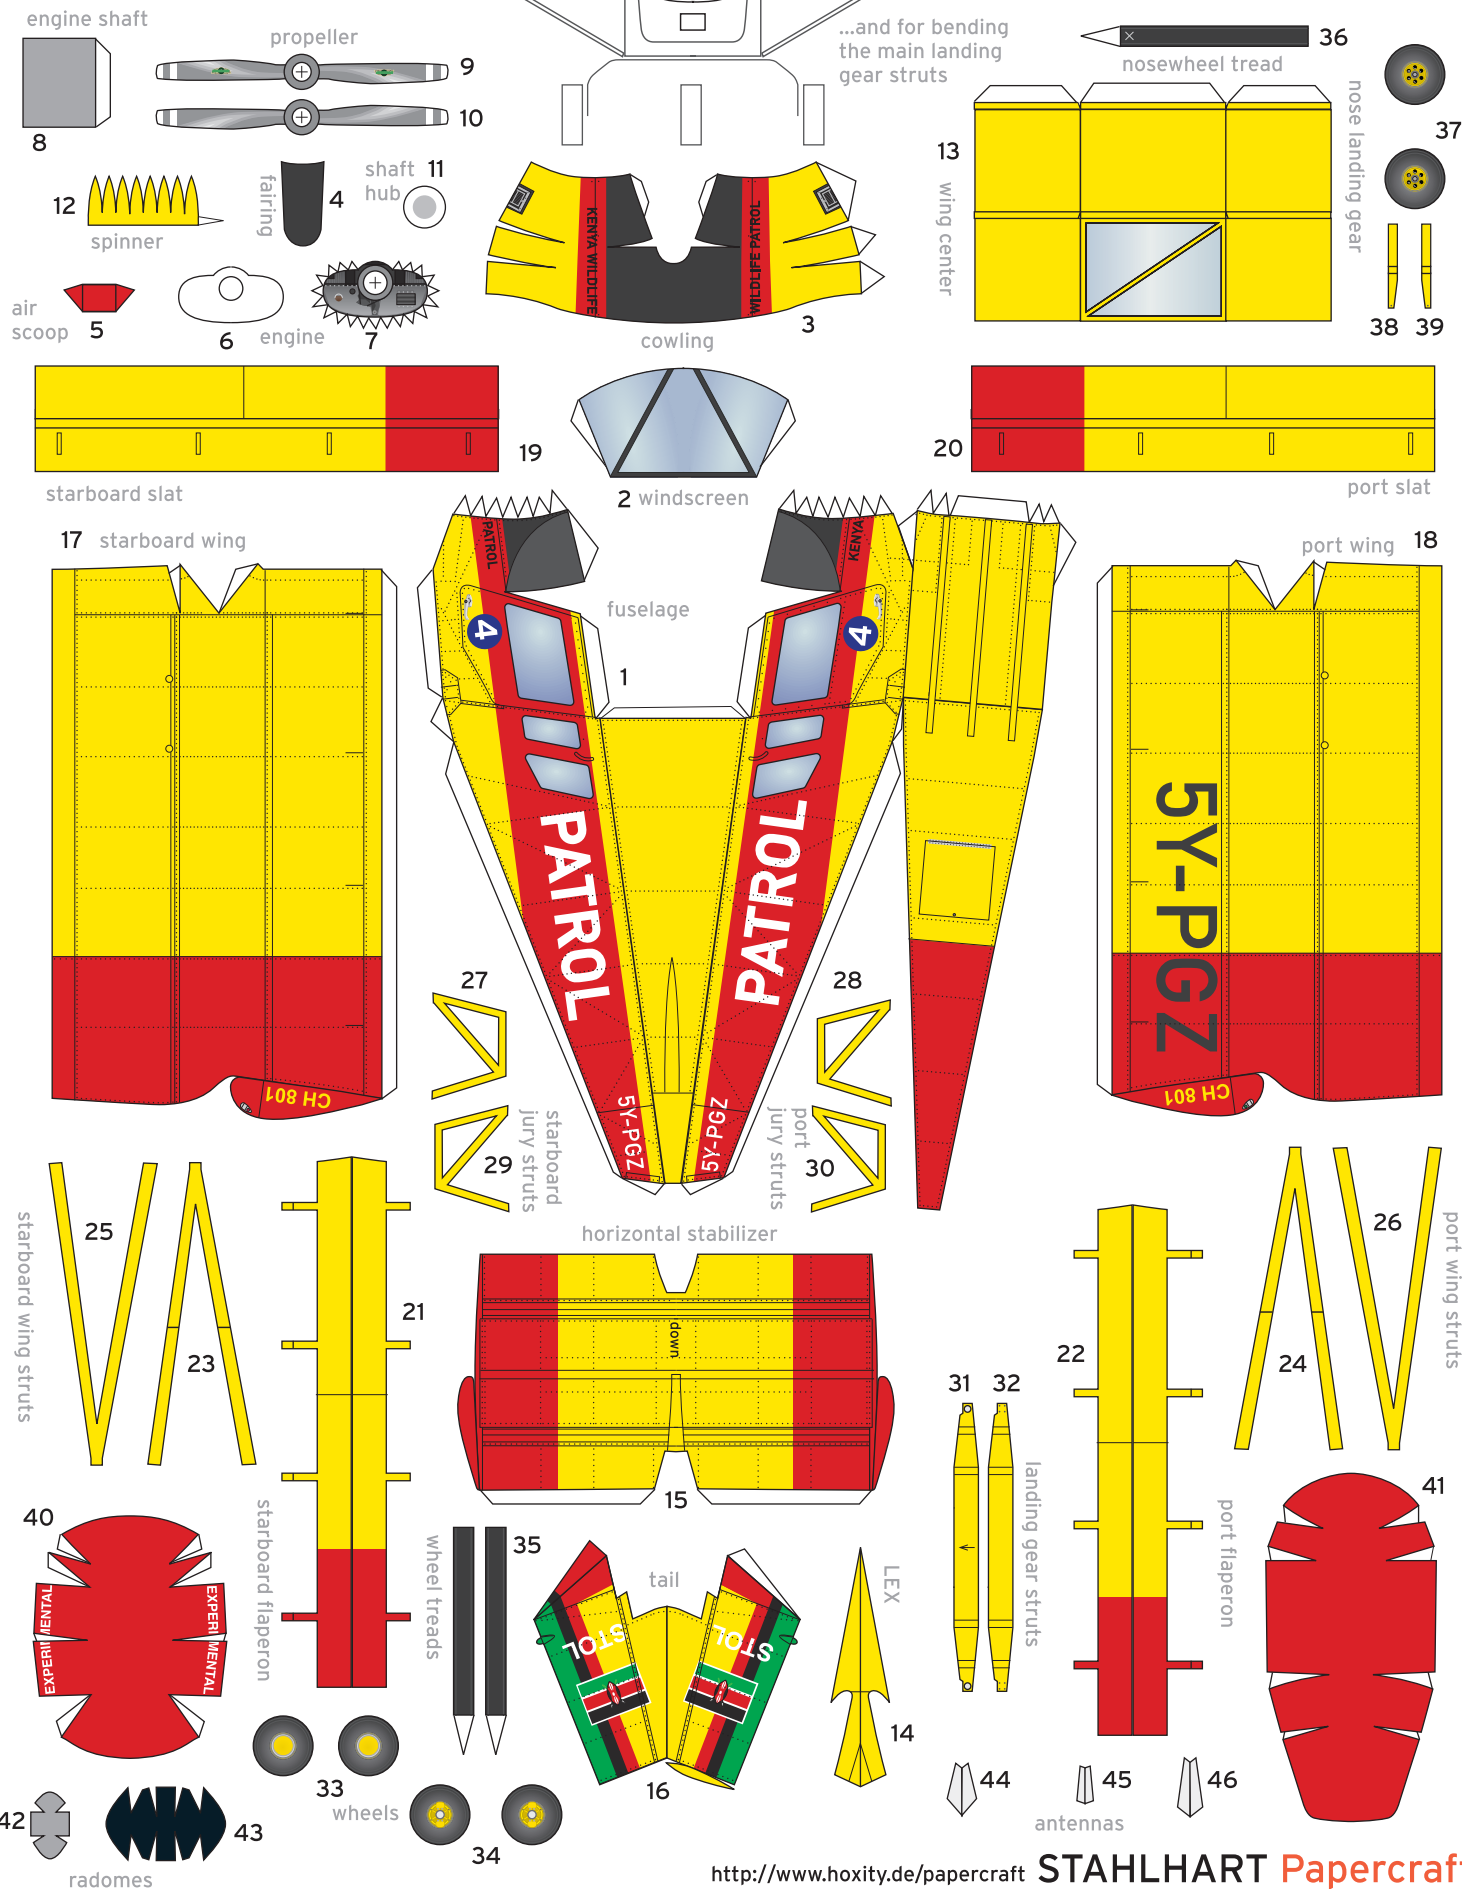 engine shaft
propeller
...and for bending
the main landing
gear struts
36
nosewheel tread
9
10
8
37
nose landing gear
13
wing center
shaft
hub
11
4
fairing
12
spinner
KENYA WILDLIFE
WILDLIFE PATROL
3
cowling
air
scoop
5
6
engine
7
38
39
19
starboard slat
2 windscreen
20
port slat
17 starboard wing
port wing 18
PATROL
KENYA
4
4
fuselage
1
PATROL
PATROL
5Y-PGZ
5Y-PGZ
5Y-PGZ
27
28
CH 801
CH 801
29
starboard
jury struts
port
jury struts
30
horizontal stabilizer
25
23
starboard wing struts
21
down
15
22
24
26
port wing struts
31
32
landing gear struts
40
EXPERIMENTAL
EXPERIMENTAL
EXPERIMENTAL
EXPERIMENTAL
starboard flaperon
wheel treads
35
tail
STOL
STOL
16
LEX
14
port flaperon
41
33
wheels
34
44
45
46
antennas
42
43
radomes
http://www.hoxity.de/papercraft STAHLHART Papercraft